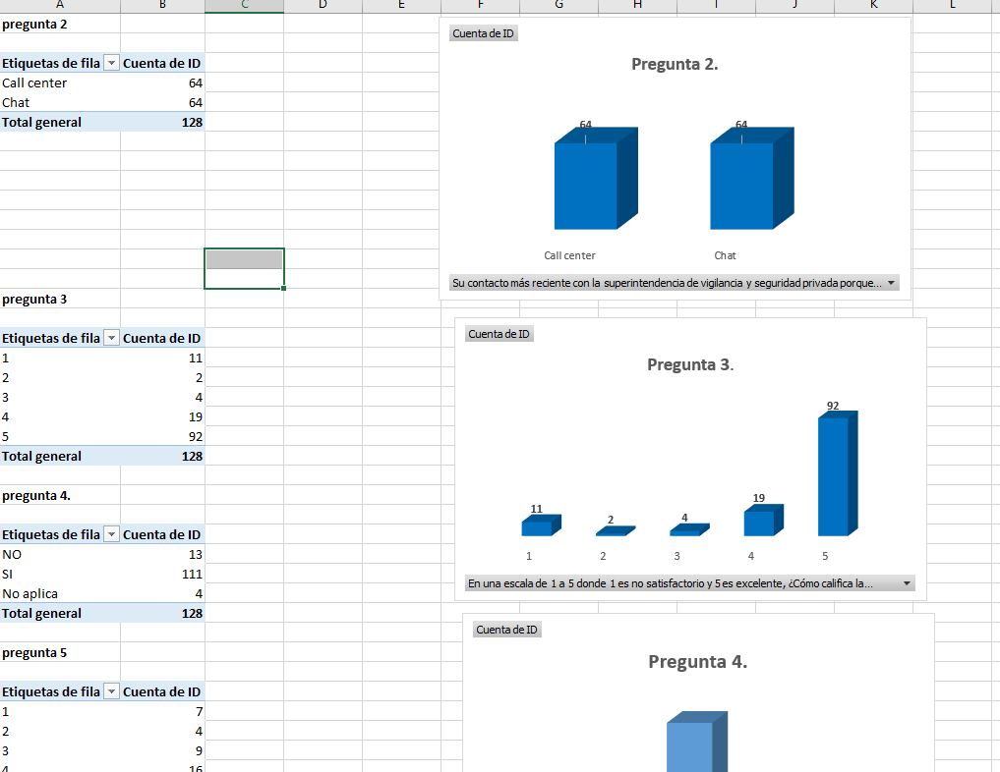 A B C D E F G H I J K L
pregunta 2
Etiquetas de fila Cuenta de ID
Call center 64
Chat 64
Total general 128
pregunta 3
Etiquetas de fila Cuenta de ID
1 11
2 2
3 4
4 19
5 92
Total general 128
pregunta 4.
Etiquetas de fila Cuenta de ID
NO 13
SI 111
No aplica 4
Total general 128
pregunta 5
Etiquetas de fila Cuenta de ID
1 7
2 4
3 9
4 16
Cuenta de ID
Pregunta 2.
64 64
Call center Chat
Su contacto más reciente con la superintendencia de vigilancia y seguridad privada porque...
Cuenta de ID
Pregunta 3.
11 2 4 19 92
1 2 3 4 5
En una escala de 1 a 5 donde 1 es no satisfactorio y 5 es excelente, ¿Cómo califica la...
Cuenta de ID
Pregunta 4.